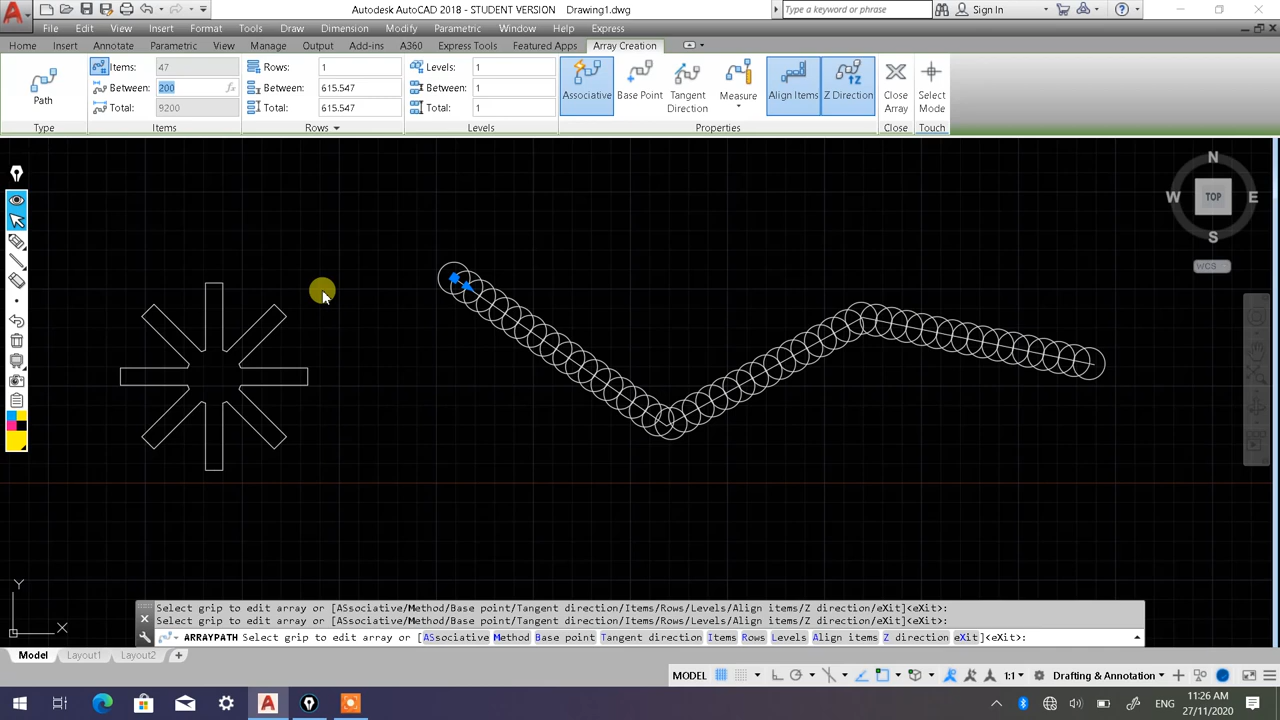 Autodesk AutoCAD 2018 - STUDENT VERSION Drawing1.dwg
Type a keyword or phrase
Sign In
File Edit View Insert Format Tools Draw Dimension Modify Parametric Window Help Express
Home Insert Annotate Parametric View Manage Output Add-ins A360 Express Tools Featured Apps Array Creation
Items: 47 Rows: 1 Levels: 1
Between: 200 Between: 615.547 Between: 1
Total: 9200 Total: 615.547 Total: 1
Path
Associative Base Point Tangent Direction Measure Align Items Z Direction Close Array Select Mode
Type Items Rows Levels Properties Close Touch
N
W TOP E
S
WCS
Y
X
Select grip to edit array or [ASsociative/Method/Base point/Tangent direction/Items/Rows/Levels/Align items/Z direction/eXit]<eXit>:
Select grip to edit array or [ASsociative/Method/Base point/Tangent direction/Items/Rows/Levels/Align items/Z direction/eXit]<eXit>:
ARRAYPATH Select grip to edit array or [ASsociative Method Base point Tangent direction Items Rows Levels Align items Z direction eXit]<eXit>:
Model Layout1 Layout2 +
MODEL 1:1 Drafting & Annotation
ENG
11:26 AM
27/11/2020